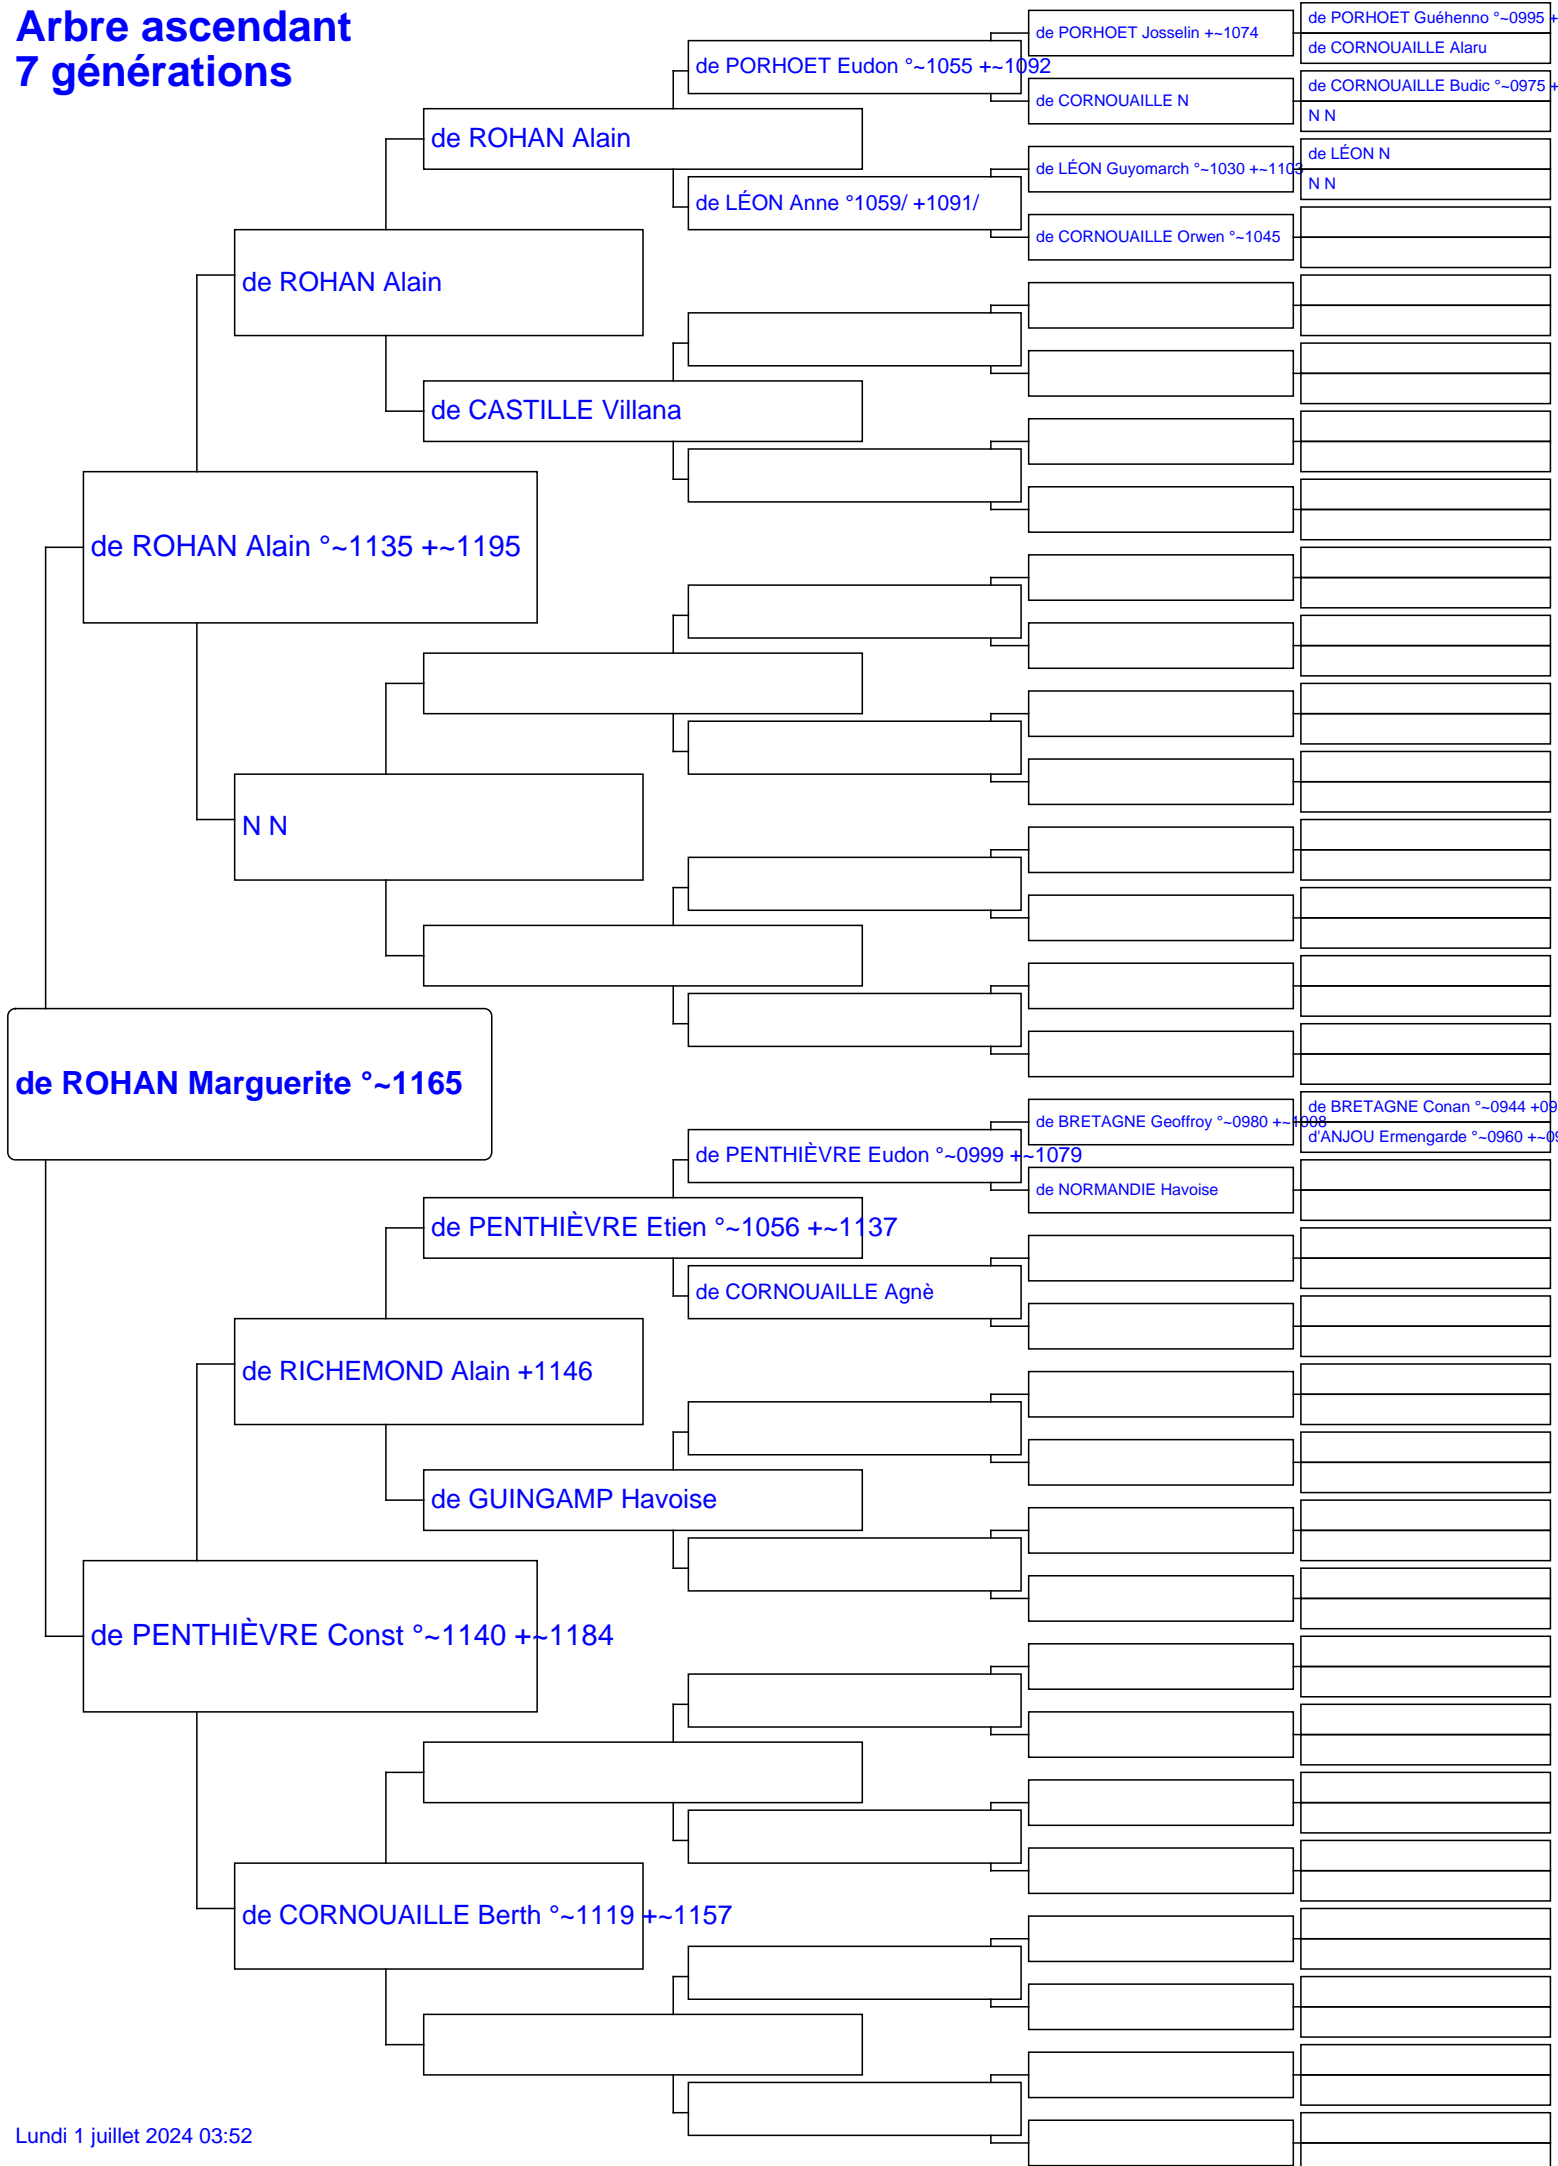 Arbre ascendant
7 générations
de PORHOET Guéhenno °~0995 +
de PORHOET Josselin +~1074
de CORNOUAILLE Alaru
de PORHOET Eudon °~1055 +~1092
de CORNOUAILLE Budic °~0975 +
de CORNOUAILLE N
N N
de ROHAN Alain
de LÉON N
de LÉON Guyomarch °~1030 +~1103
N N
de LÉON Anne °1059/ +1091/
de CORNOUAILLE Orwen °~1045
de ROHAN Alain
de CASTILLE Villana
de ROHAN Alain °~1135 +~1195
N N
de ROHAN Marguerite °~1165
de BRETAGNE Conan °~0944 +09
de BRETAGNE Geoffroy °~0980 +~1008
d'ANJOU Ermengarde °~0960 +~09
de PENTHIÈVRE Eudon °~0999 +~1079
de NORMANDIE Havoise
de PENTHIÈVRE Etien °~1056 +~1137
de CORNOUAILLE Agnè
de RICHEMOND Alain +1146
de GUINGAMP Havoise
de PENTHIÈVRE Const °~1140 +~1184
de CORNOUAILLE Berth °~1119 +~1157
Lundi 1 juillet 2024 03:52